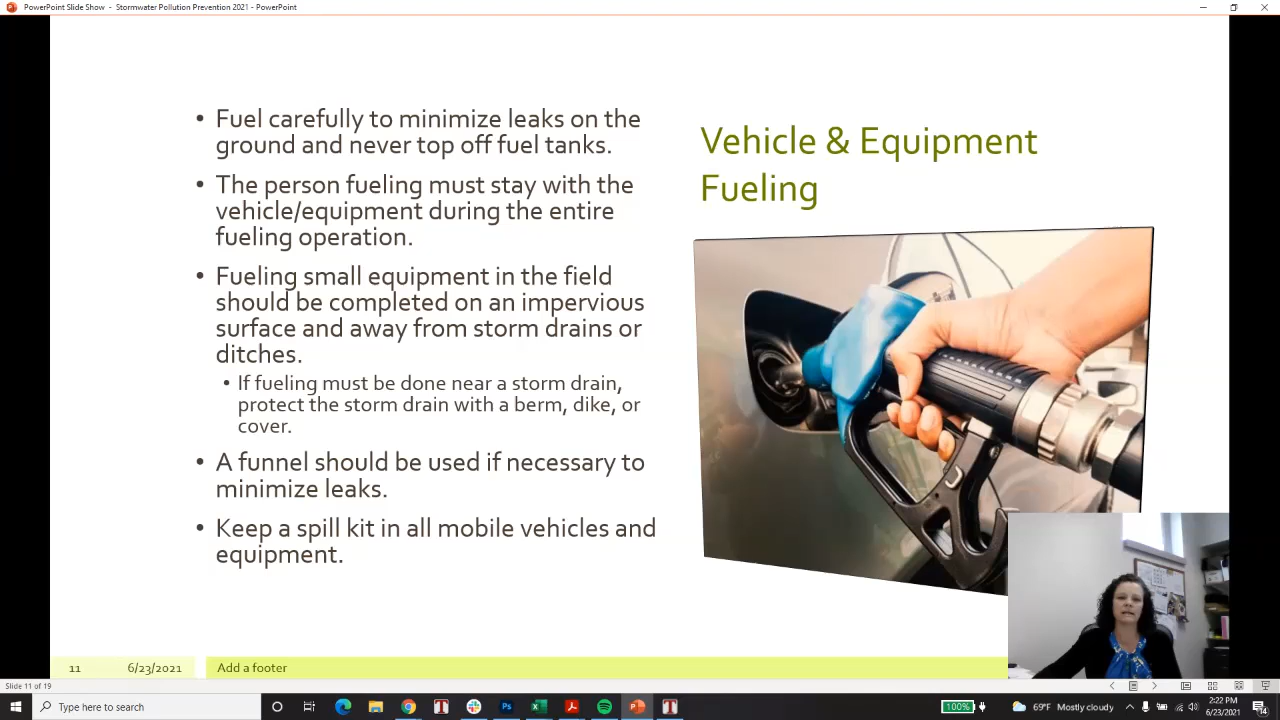 PowerPoint Slide Show - Stormwater Pollution Prevention 2021 - PowerPoint
• Fuel carefully to minimize leaks on the
ground and never top off fuel tanks.
• The person fueling must stay with the
vehicle/equipment during the entire
fueling operation.
• Fueling small equipment in the field
should be completed on an impervious
surface and away from storm drains or
ditches.
• If fueling must be done near a storm drain,
protect the storm drain with a berm, dike, or
cover.
• A funnel should be used if necessary to
minimize leaks.
• Keep a spill kit in all mobile vehicles and
equipment.
Vehicle & Equipment
Fueling
11 6/23/2021 Add a footer
Slide 11 of 19
Type here to search
100%
69°F Mostly cloudy
2:22 PM
6/23/2021
14